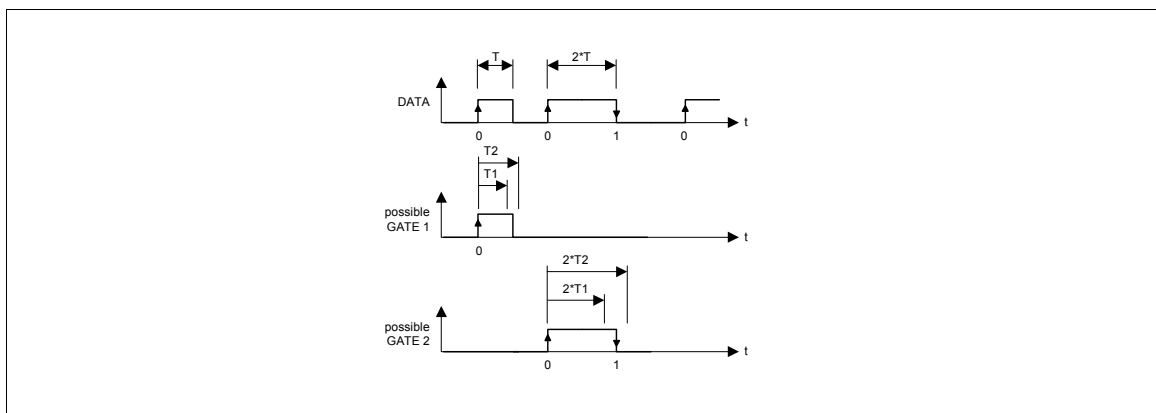 T 2*T
DATA
t
0 0 1 0
T2
T1
possible
GATE 1
t
0
2*T2
2*T1
possible
GATE 2
t
0 1